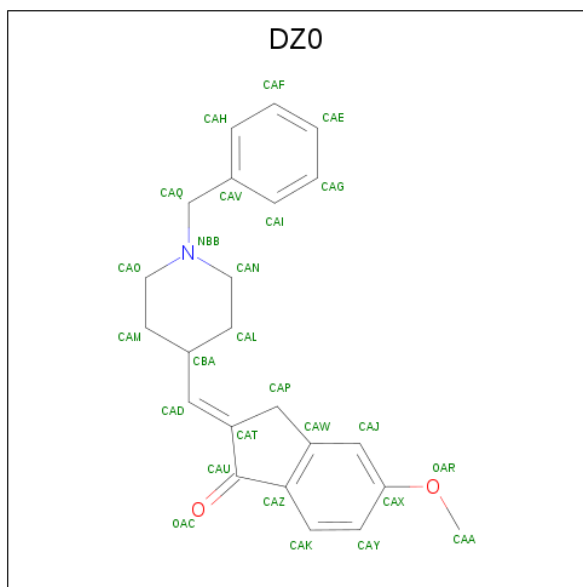 DZ0
CAF
CAH CAE
CAQ CAV CAG
CAI
N NBB
CAO CAN
CAM CAL
CBA
CAD CAP
CAT CAW CAJ
CAU OAR
O CAZ CAX O
OAC
CAK CAY CAA